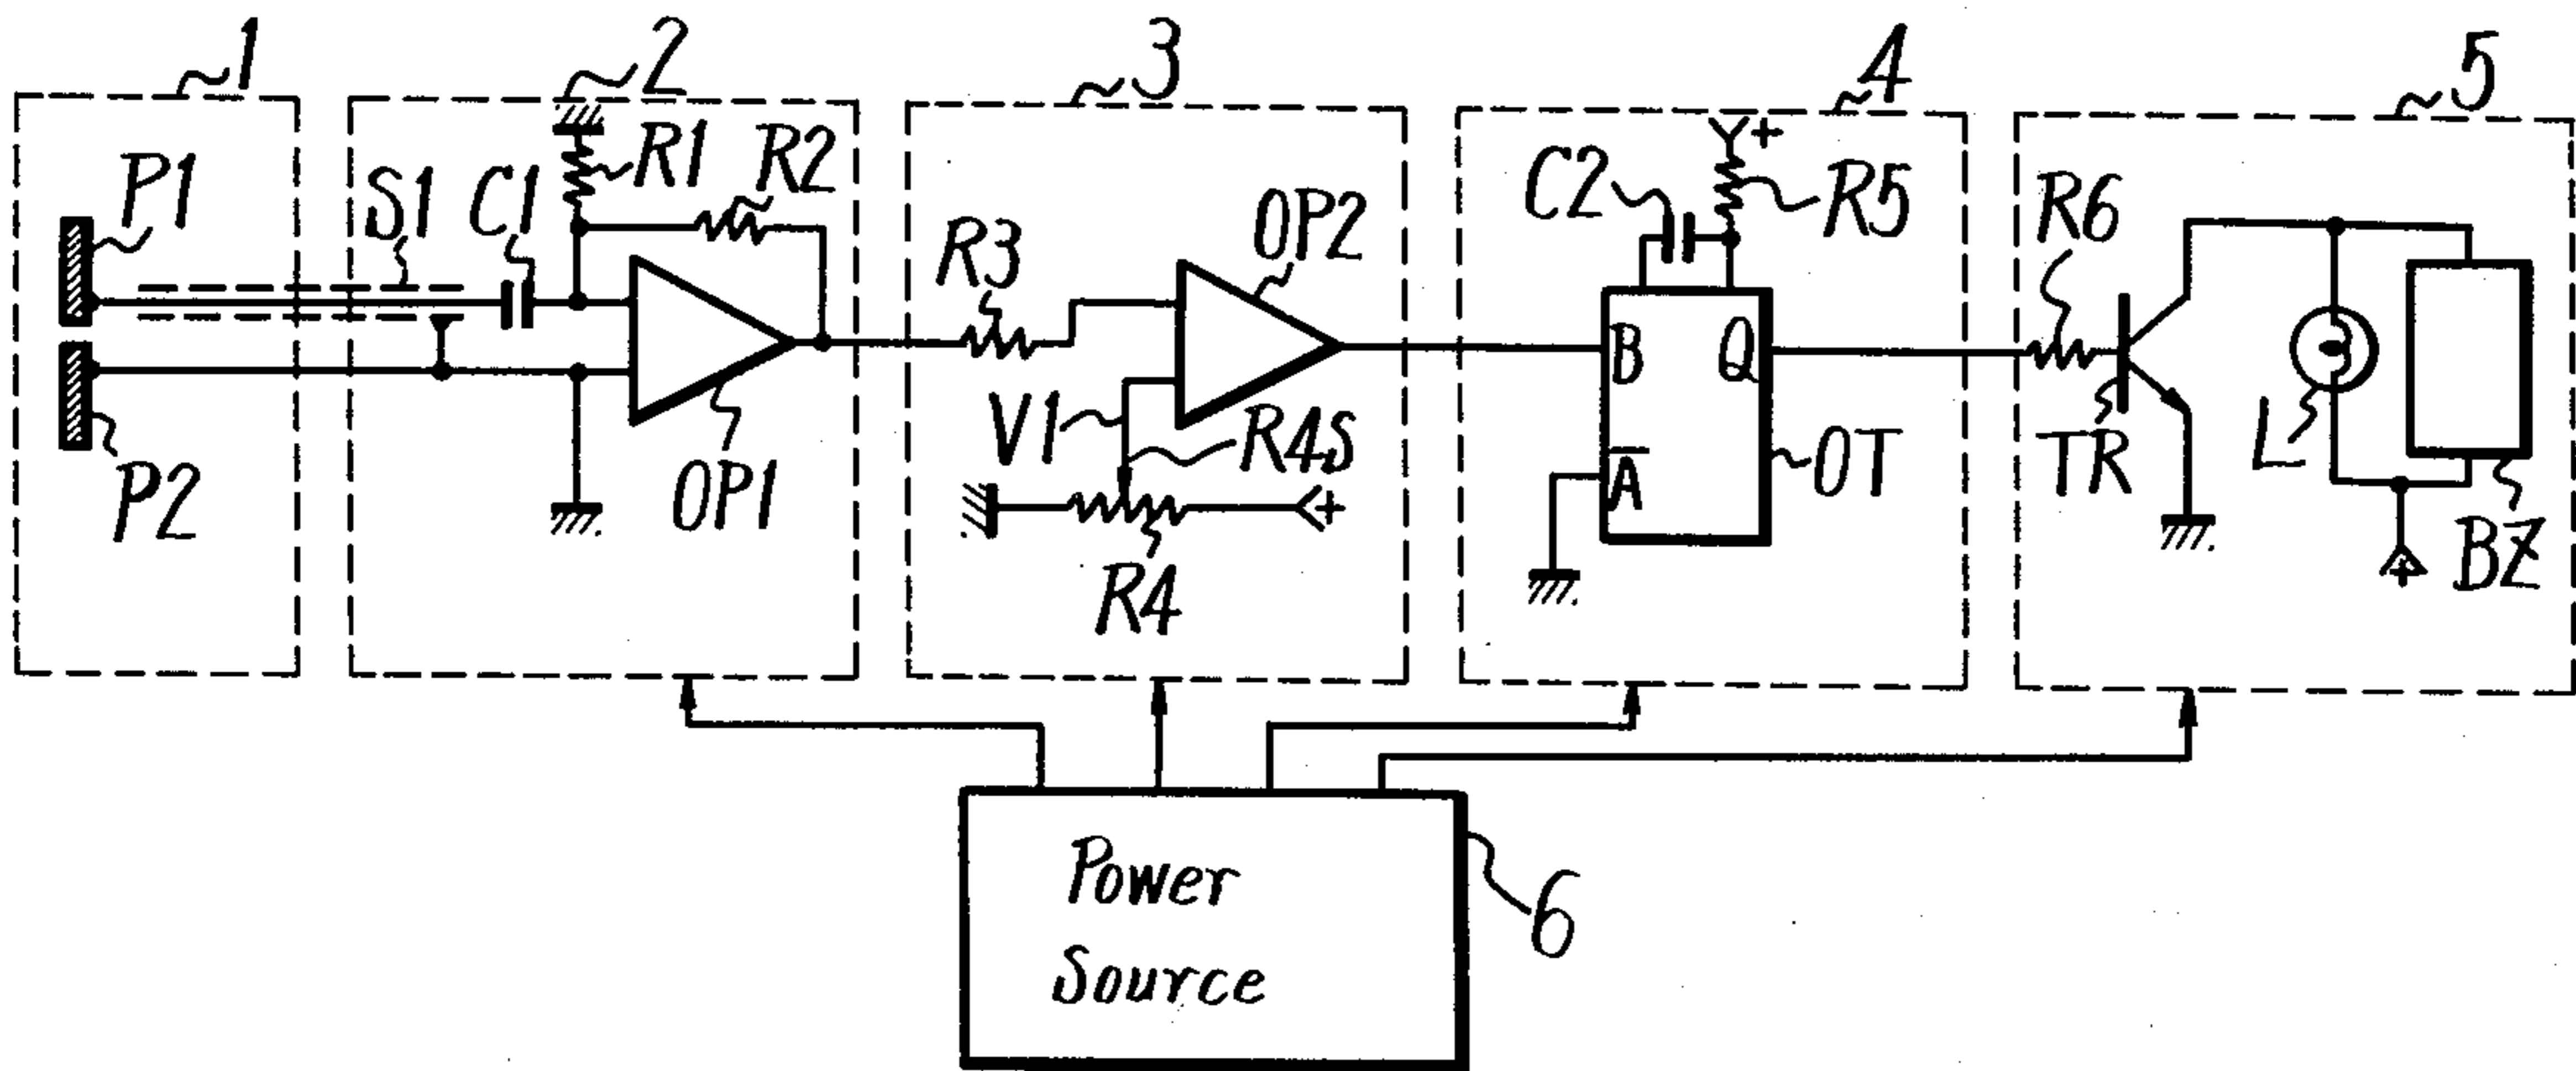 1
2
3
4
5
P1
S1
C1
R1
R2
P2
OP1
R3
OP2
V1
R4S
+
R4
C2
+
R5
B
Q
A̅
OT
R6
TR
L
+
BZ
Power
Source
6